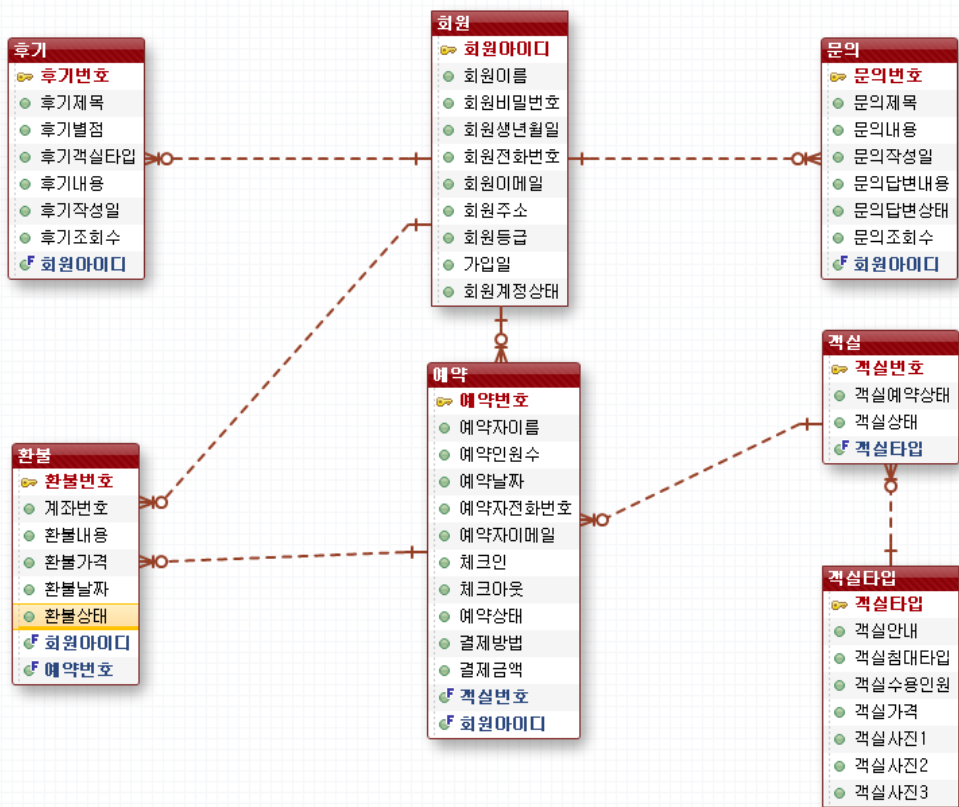 후기
후기번호
후기제목
후기별점
후기객실타입
후기내용
후기작성일
후기조회수
회원아이디
회원
회원아이디
회원이름
회원비밀번호
회원생년월일
회원전화번호
회원이메일
회원주소
회원등급
가입일
회원계정상태
문의
문의번호
문의제목
문의내용
문의작성일
문의답변내용
문의답변상태
문의조회수
회원아이디
환불
환불번호
계좌번호
환불내용
환불가격
환불날짜
환불상태
회원아이디
예약번호
예약
예약번호
예약자이름
예약인원수
예약날짜
예약자전화번호
예약자이메일
체크인
체크아웃
예약상태
결제방법
결제금액
객실번호
회원아이디
객실
객실번호
객실예약상태
객실상태
객실타입
객실타입
객실타입
객실안내
객실침대타입
객실수용인원
객실가격
객실사진1
객실사진2
객실사진3